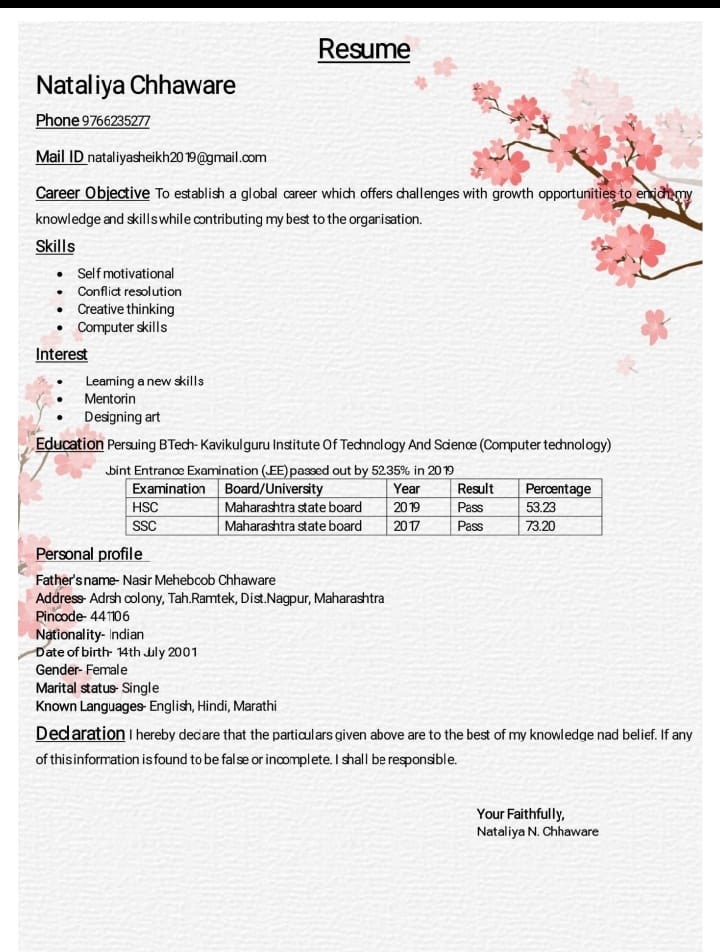 Resume
Nataliya Chhaware
Phone 9766235277
Mail ID nataliyasheikh2019@gmail.com
Career Objective To establish a global career which offers challenges with growth opportunities to enrich my
knowledge and skills while contributing my best to the organisation.
Skills
• Self motivational
• Conflict resolution
• Creative thinking
• Computer skills
Interest
• Learning a new skills
• Mentorin
• Designing art
Education Persuing BTech- Kavikulguru Institute Of Technology And Science (Computer technology)
Joint Entrance Examination (JEE) passed out by 52.35% in 2019
Examination Board/University Year Result Percentage
HSC Maharashtra state board 2019 Pass 53.23
SSC Maharashtra state board 2017 Pass 73.20
Personal profile
Father's name- Nasir Meheboob Chhaware
Address- Adrsh colony, Tah.Ramtek, Dist.Nagpur, Maharashtra
Pincode- 441106
Nationality- Indian
Date of birth- 14th July 2001
Gender- Female
Marital status- Single
Known Languages- English, Hindi, Marathi
Declaration I hereby declare that the particulars given above are to the best of my knowledge nad belief. If any
of this information is found to be false or incomplete. I shall be responsible.
Your Faithfully,
Nataliya N. Chhaware